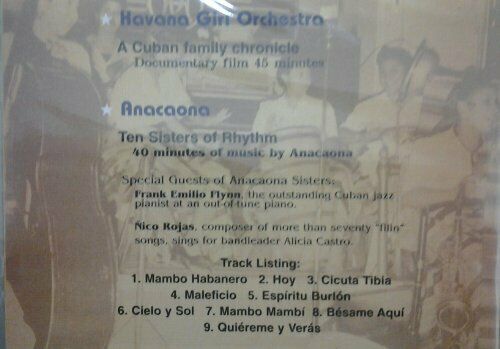 Havana Girl Orchestra
A Cuban family chronicle
Documentary film 45 minutes
Anacaona
Ten Sisters of Rhythm
40 minutes of music by Anacaona
Special Guests of Anacaona Sisters:
Frank Emilio Flynn, the outstanding Cuban jazz
pianist at an out-of-tune piano.
Ñico Rojas, composer of more than seventy "filin"
songs, sings for bandleader Alicia Castro.
Track Listing:
1. Mambo Habanero 2. Hoy 3. Cicuta Tibia
4. Maleficio 5. Espíritu Burlón
6. Cielo y Sol 7. Mambo Mambí 8. Bésame Aquí
9. Quiéreme y Verás